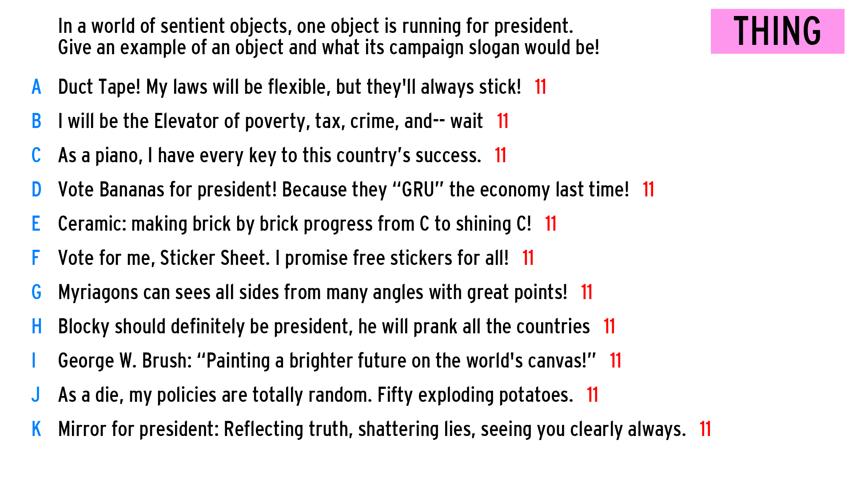 In a world of sentient objects, one object is running for president.
Give an example of an object and what its campaign slogan would be!
THING
A Duct Tape! My laws will be flexible, but they'll always stick! 11
B I will be the Elevator of poverty, tax, crime, and-- wait 11
C As a piano, I have every key to this country’s success. 11
D Vote Bananas for president! Because they “GRU” the economy last time! 11
E Ceramic: making brick by brick progress from C to shining C! 11
F Vote for me, Sticker Sheet. I promise free stickers for all! 11
G Myriagons can sees all sides from many angles with great points! 11
H Blocky should definitely be president, he will prank all the countries 11
I George W. Brush: “Painting a brighter future on the world's canvas!” 11
J As a die, my policies are totally random. Fifty exploding potatoes. 11
K Mirror for president: Reflecting truth, shattering lies, seeing you clearly always. 11